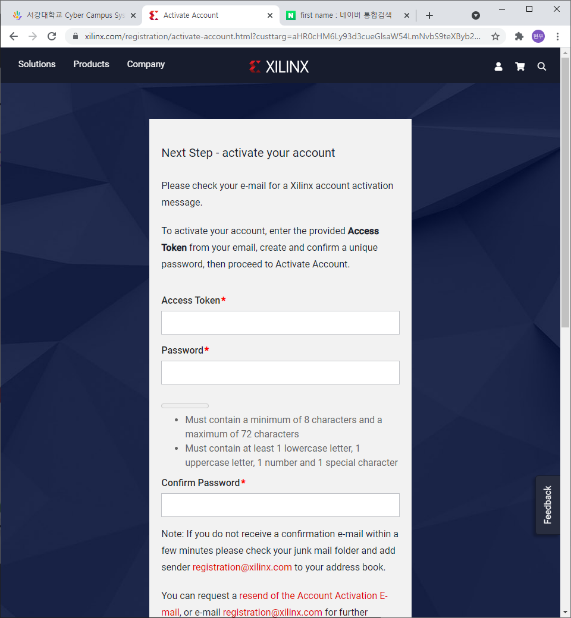 서강대학교 Cyber Campus Sys
Activate Account
first name : 네이버 통합검색
xilinx.com/registration/activate-account.html?custtarg=aHR0cHM6Ly93d3cueGlsaW54LmNvbS9teXByb2...
Solutions Products Company XILINX
Next Step - activate your account
Please check your e-mail for a Xilinx account activation
message.
To activate your account, enter the provided Access
Token from your email, create and confirm a unique
password, then proceed to Activate Account.
Access Token*
Password*
• Must contain a minimum of 8 characters and a
maximum of 72 characters
• Must contain at least 1 lowercase letter, 1
uppercase letter, 1 number and 1 special character
Confirm Password*
Feedback
Note: If you do not receive a confirmation e-mail within a
few minutes please check your junk mail folder and add
sender registration@xilinx.com to your address book.
You can request a resend of the Account Activation E-
mail, or e-mail registration@xilinx.com for further